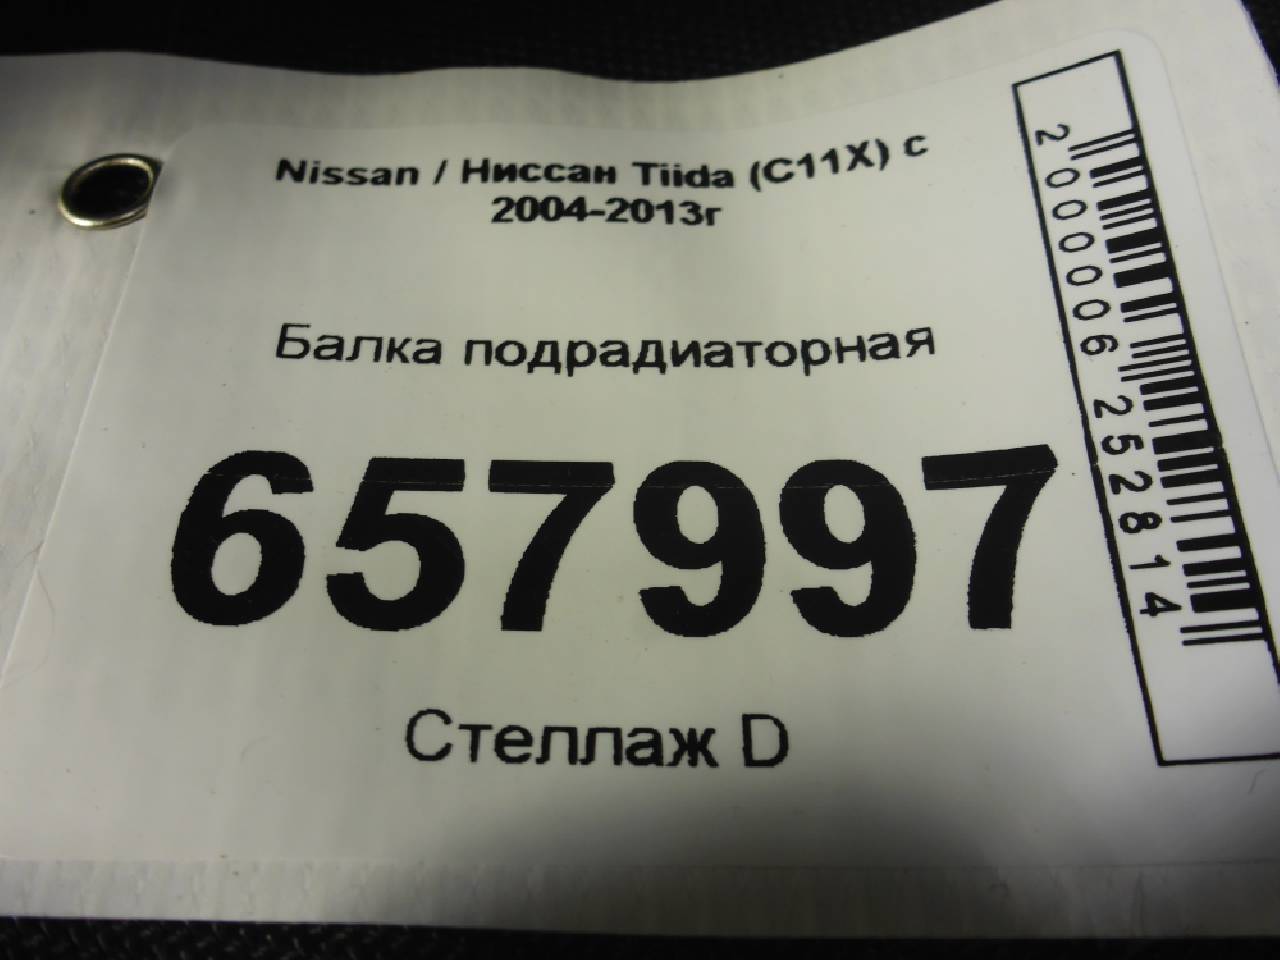 Nissan / Ниссан Tiida (C11X) с
2004-2013г
Балка подрадиаторная
657997
Стеллаж D
2000006252814